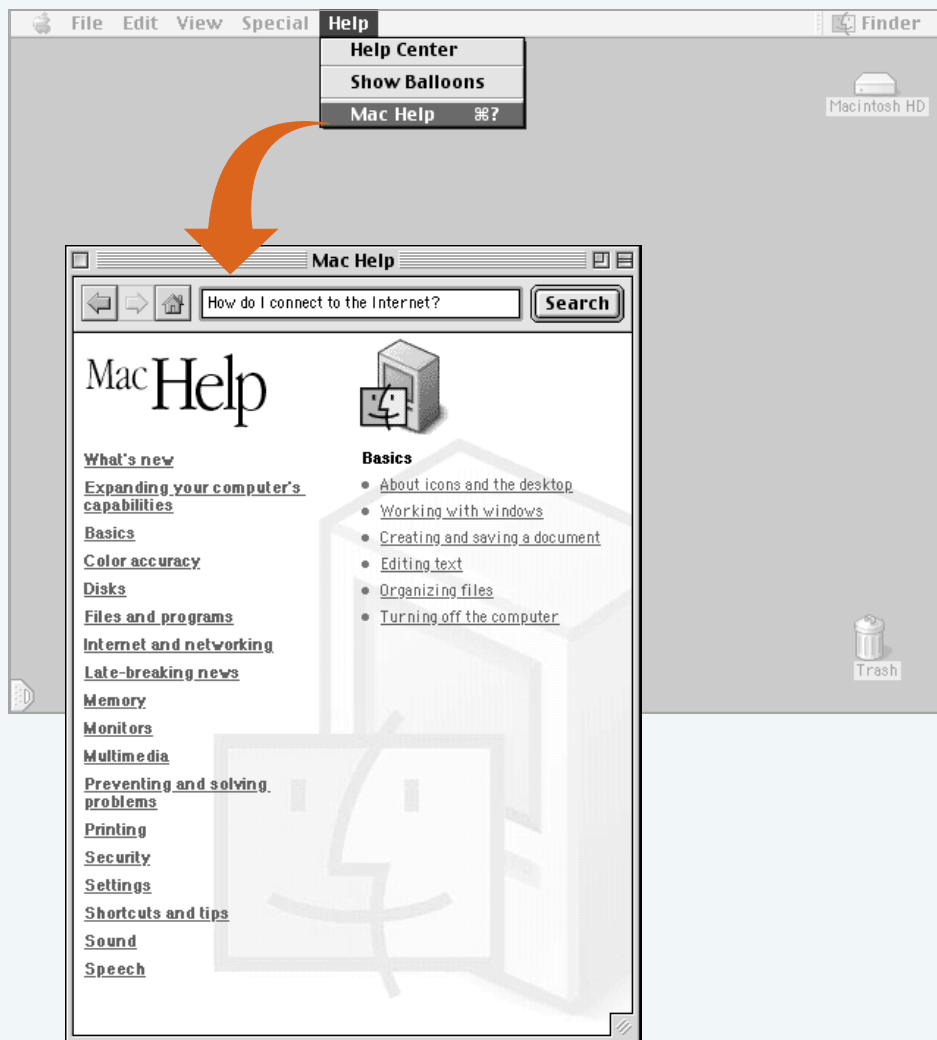 File Edit View Special Help Finder
Help Center
Show Balloons
Mac Help ⌘?
Macintosh HD
Mac Help
How do I connect to the Internet? Search
Mac Help
What's new
Expanding your computer's
capabilities
Basics
Color accuracy
Disks
Files and programs
Internet and networking
Late-breaking news
Memory
Monitors
Multimedia
Preventing and solving
problems
Printing
Security
Settings
Shortcuts and tips
Sound
Speech
Basics
• About icons and the desktop
• Working with windows
• Creating and saving a document
• Editing text
• Organizing files
• Turning off the computer
Trash